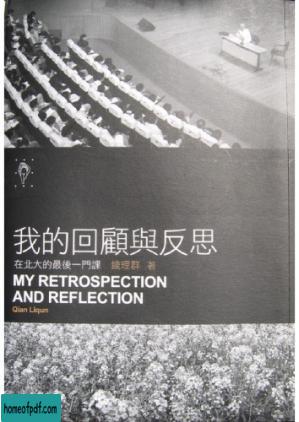 我的回顧與反思
在北大的最後一門課 錢理群 著
MY RETROSPECTION
AND REFLECTION
Qian Liqun
homeofpdf.com